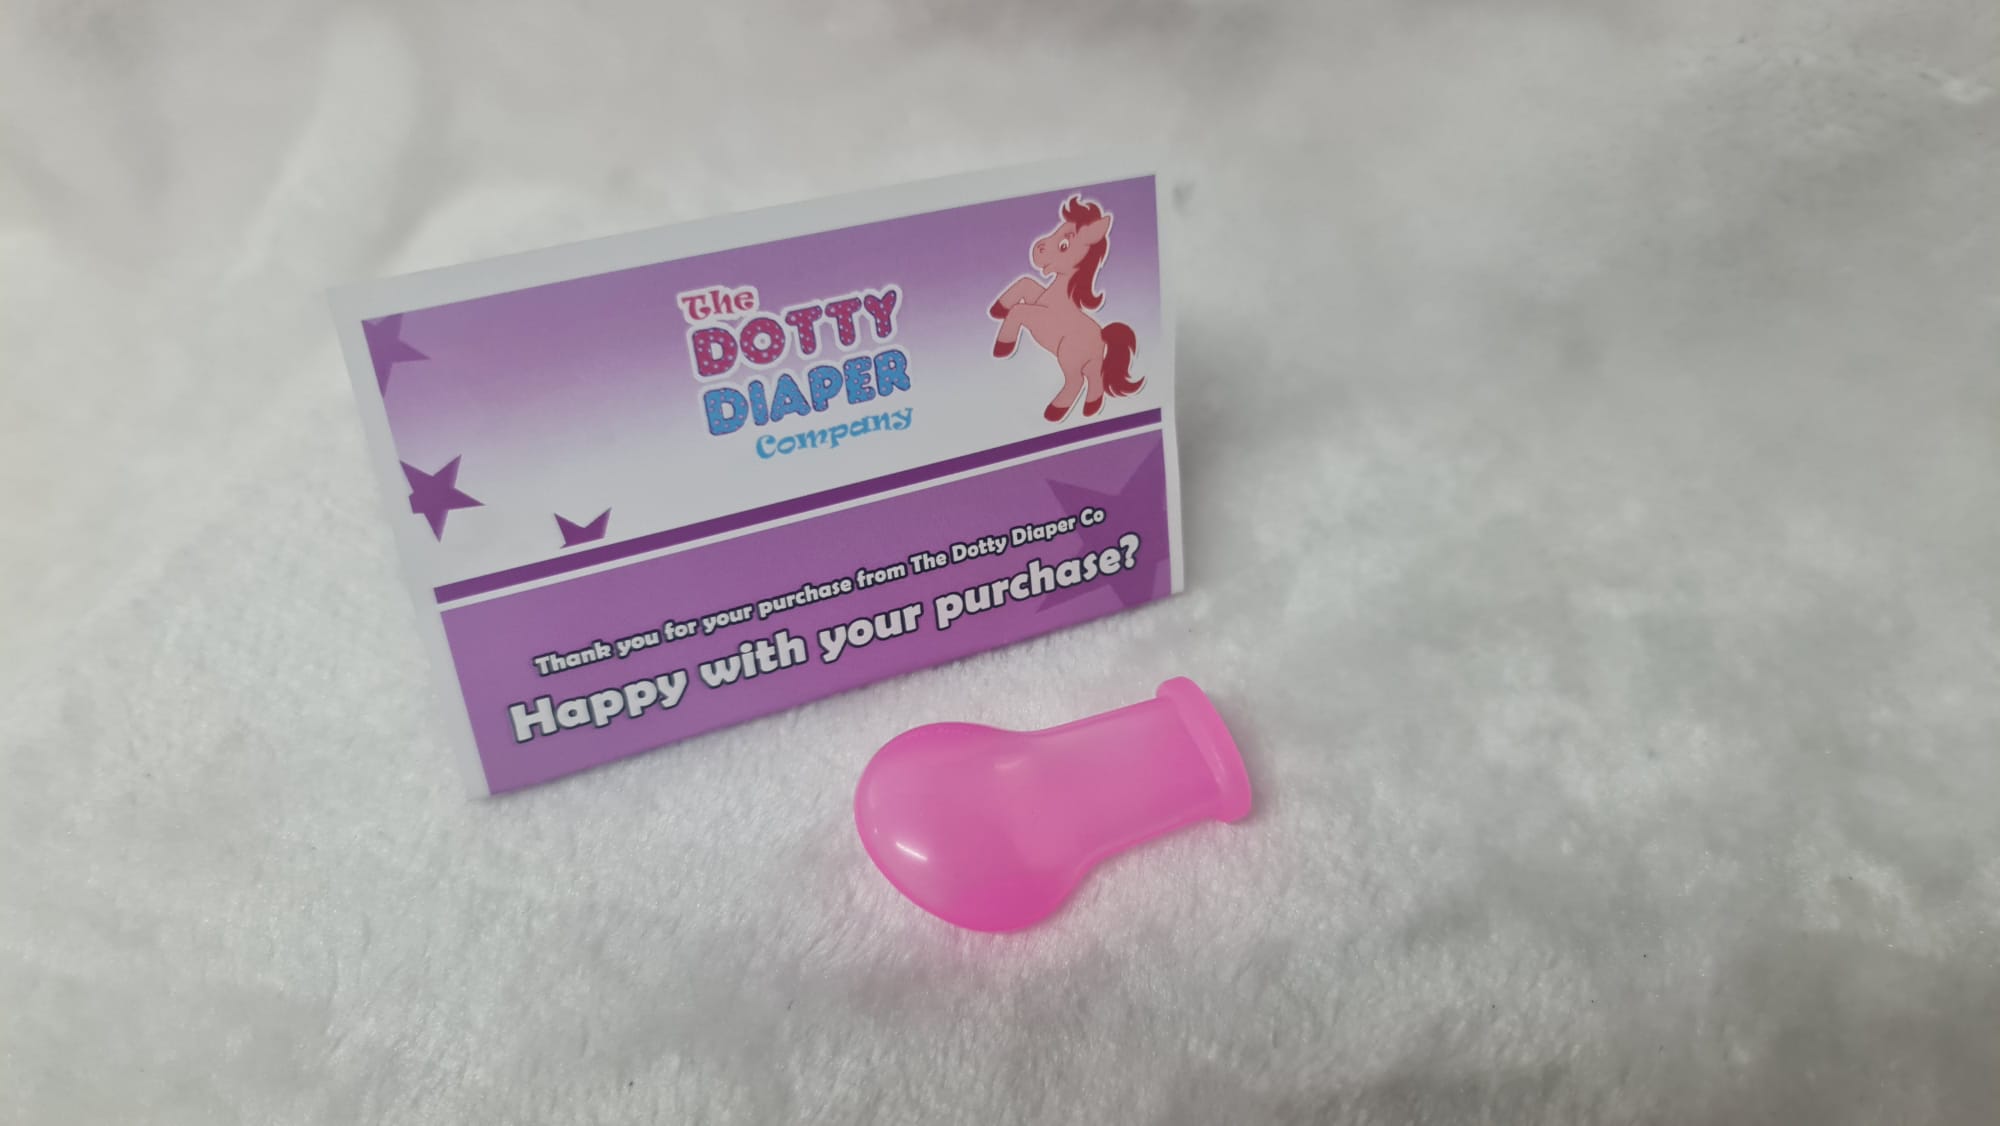 The
DOTTY
DIAPER
Company
Thank you for your purchase from The Dotty Diaper Co
Happy with your purchase?